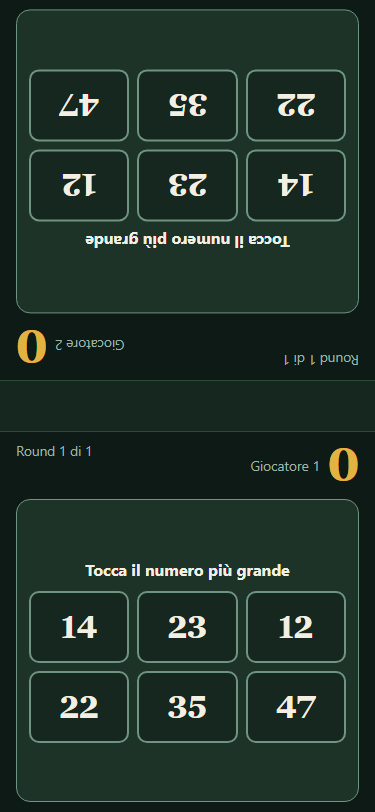 47 35 22
12 23 14
Tocca il numero più grande
0 Giocatore 2
Round 1 di 1
Round 1 di 1
Giocatore 1 0
Tocca il numero più grande
14 23 12
22 35 47